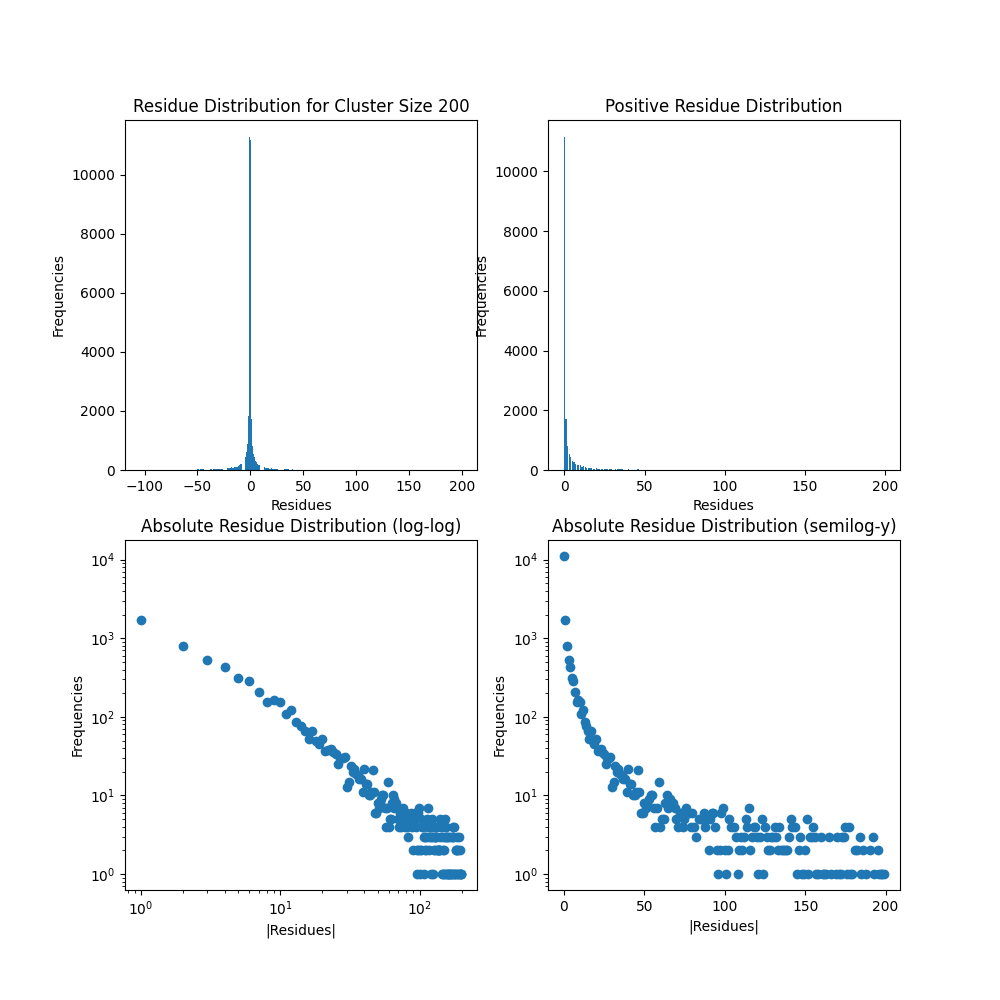 Residue Distribution for Cluster Size 200
Frequencies
10000
8000
6000
4000
2000
0
−100 −50 0 50 100 150 200
Residues
Positive Residue Distribution
Frequencies
10000
8000
6000
4000
2000
0
0 50 100 150 200
Residues
Absolute Residue Distribution (log-log)
Frequencies
10⁴
10³
10²
10¹
10⁰
10⁰ 10¹ 10²
|Residues|
Absolute Residue Distribution (semilog-y)
Frequencies
10⁴
10³
10²
10¹
10⁰
0 50 100 150 200
|Residues|